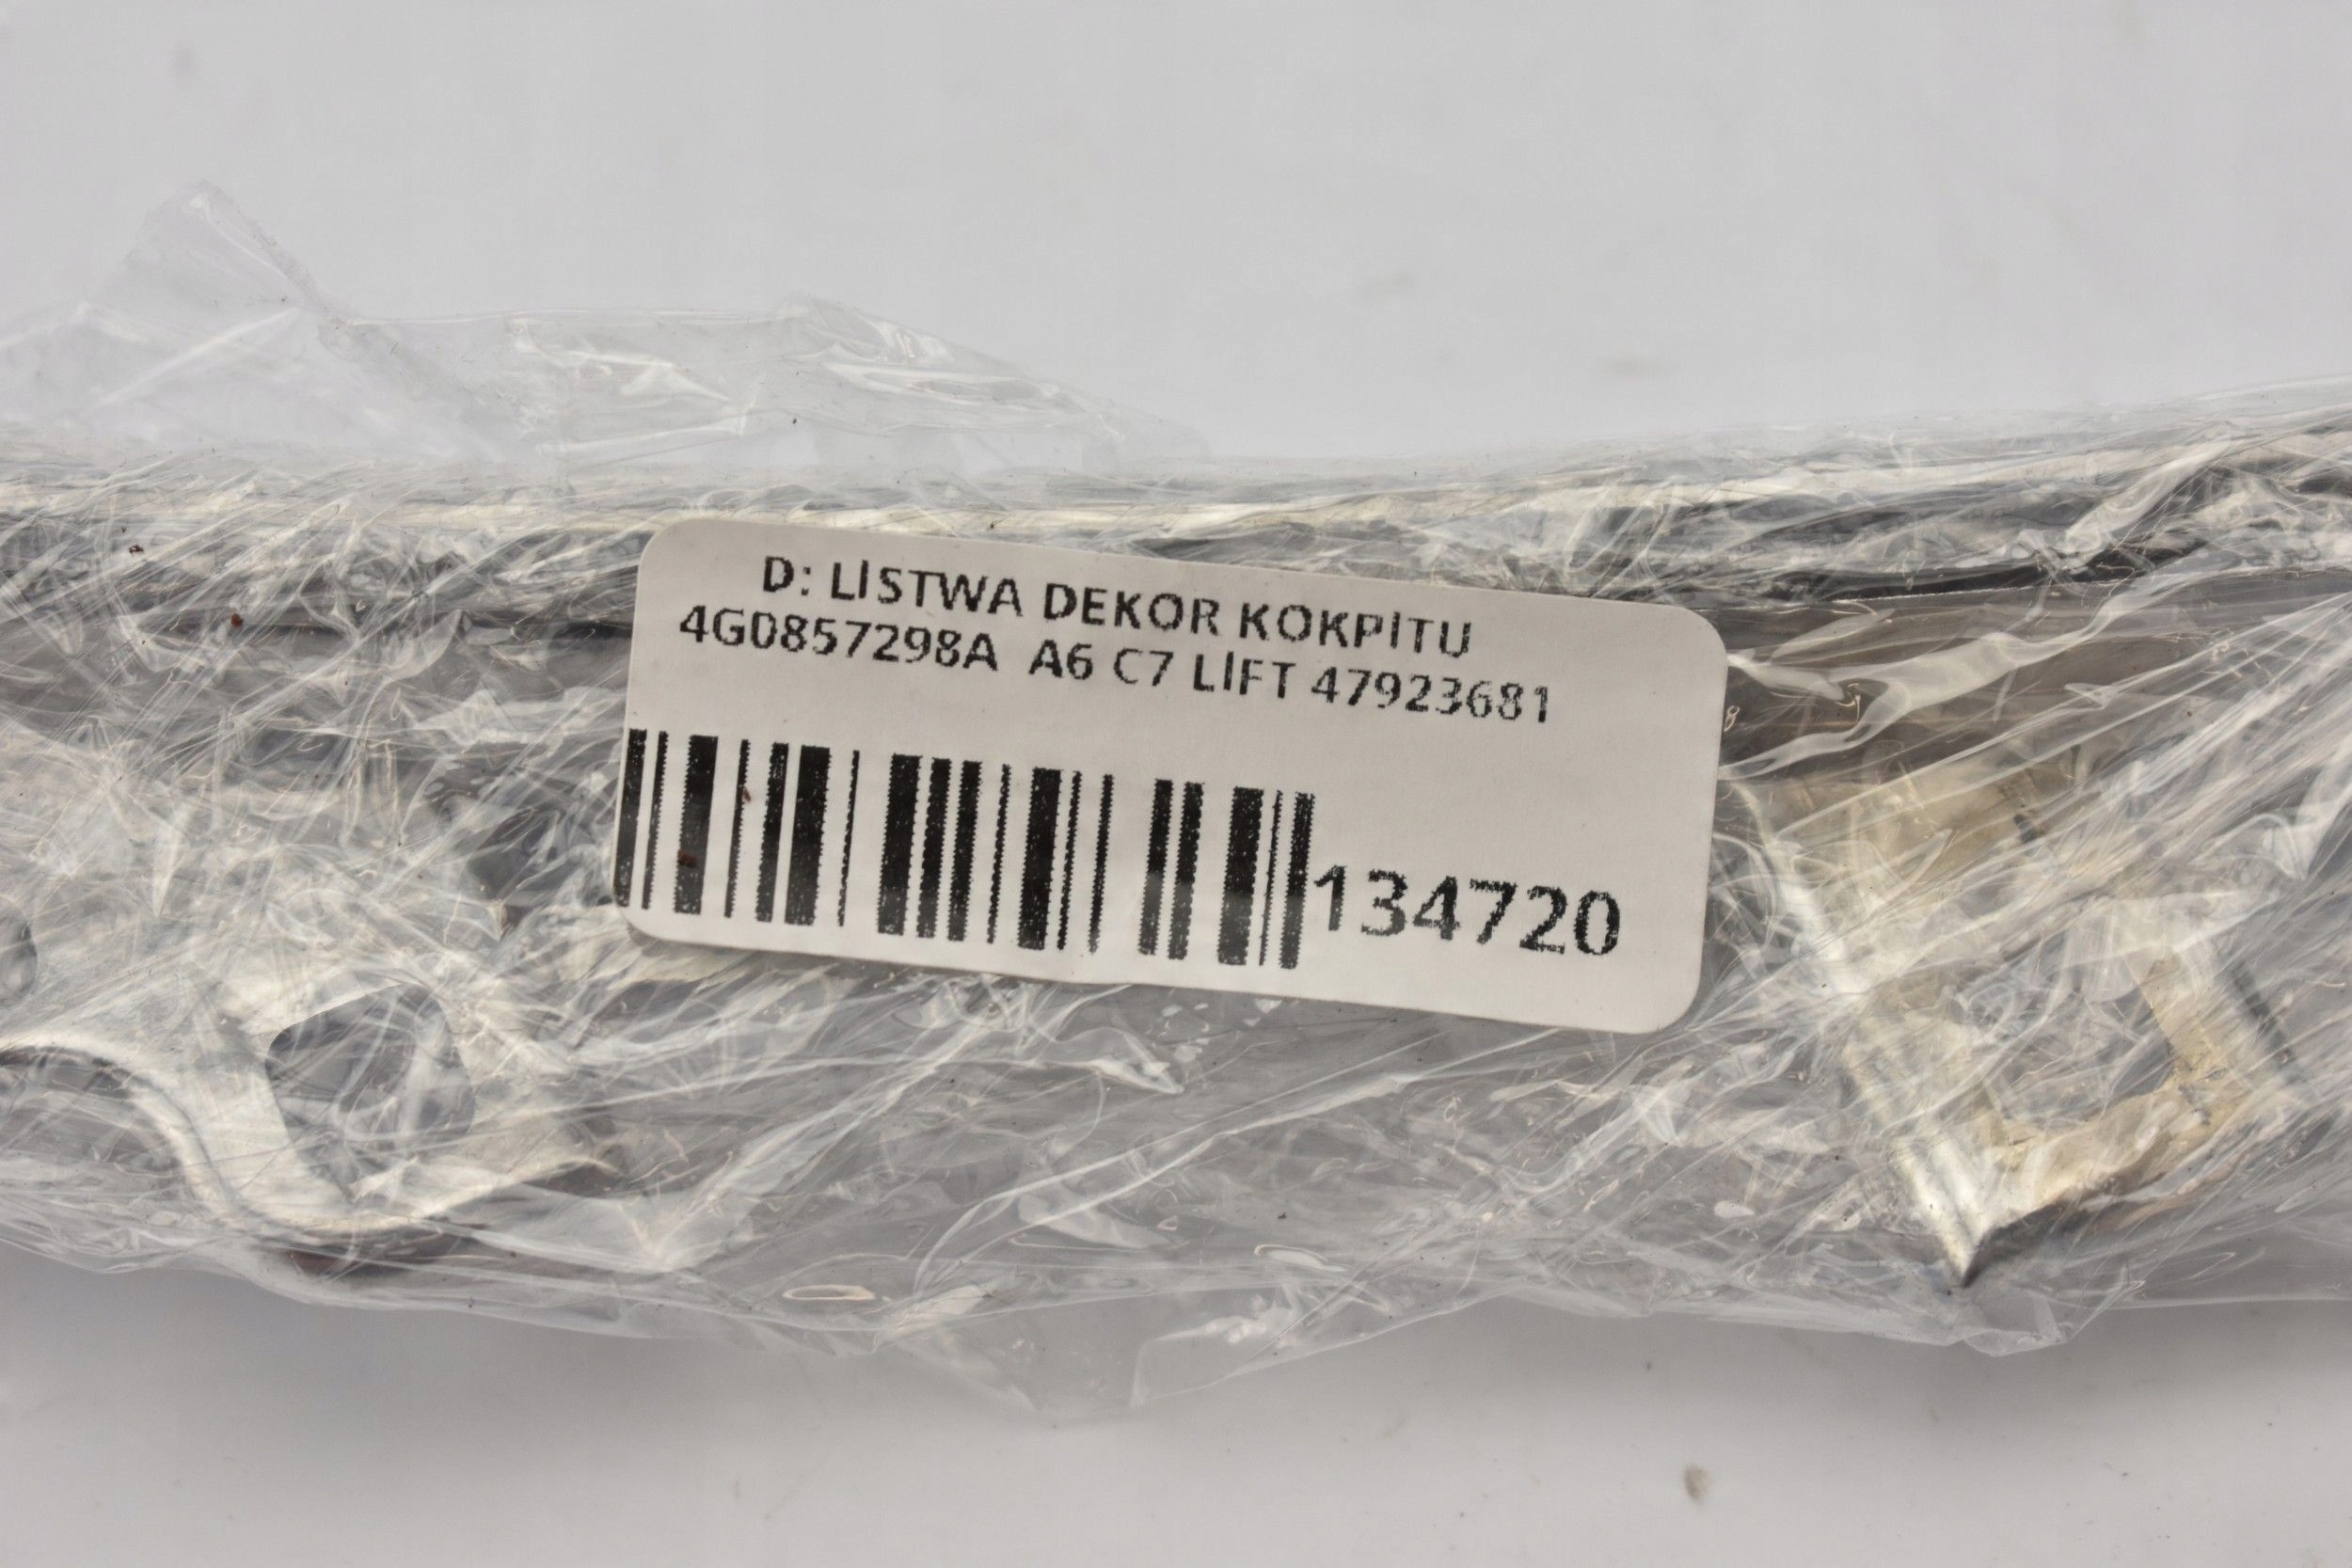 D: LISTWA DEKOR KOKPITU
4G0857298A A6 C7 LIFT 47923681
134720